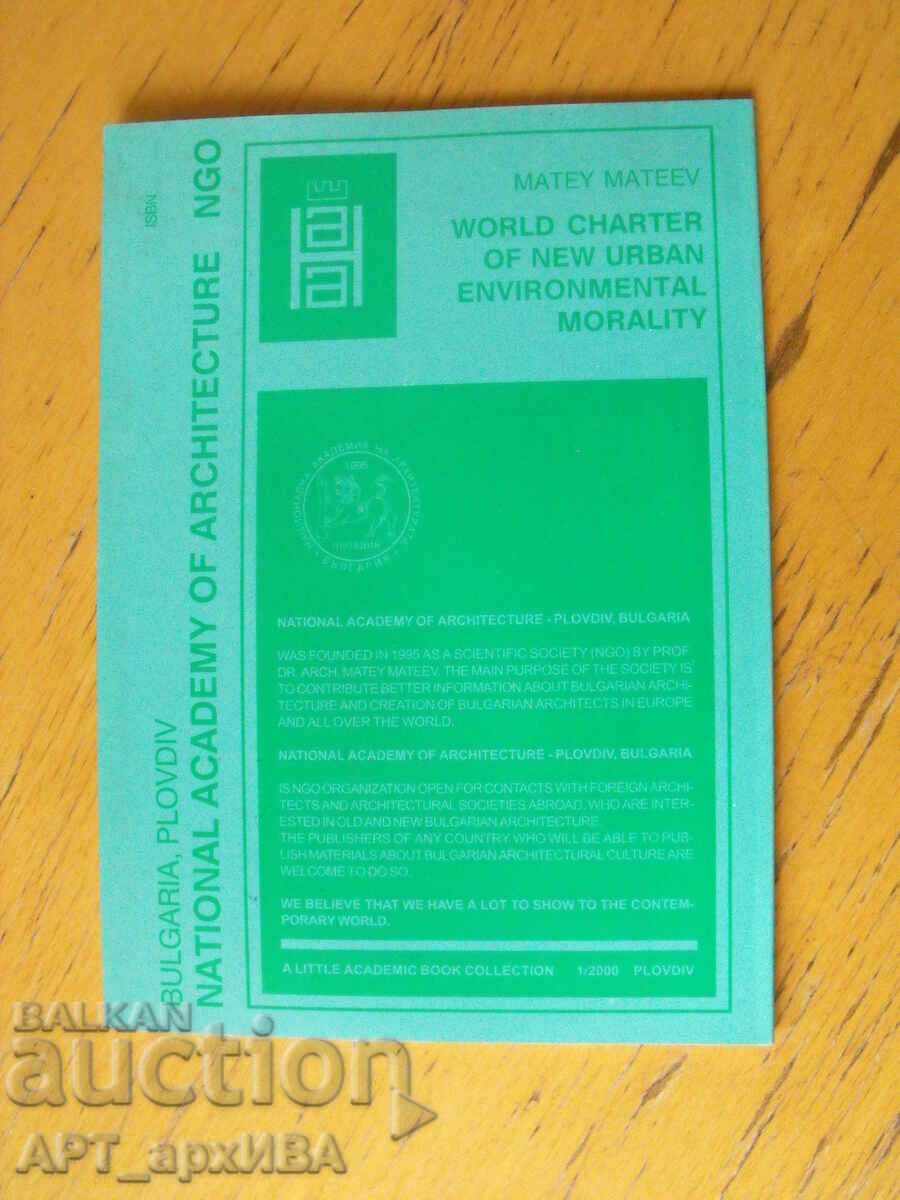 ISBN
BULGARIA, PLOVDIV
NATIONAL ACADEMY OF ARCHITECTURE NGO
MATEY MATEEV
WORLD CHARTER
OF NEW URBAN
ENVIRONMENTAL
MORALITY
НАЦИОНАЛНА АКАДЕМИЯ НА АРХИТЕКТУРАТА
1995
ПЛОВДИВ
БЪЛГАРИЯ
NATIONAL ACADEMY OF ARCHITECTURE - PLOVDIV, BULGARIA
WAS FOUNDED IN 1995 AS A SCIENTIFIC SOCIETY (NGO) BY PROF.
DR. ARCH. MATEY MATEEV. THE MAIN PURPOSE OF THE SOCIETY IS
TO CONTRIBUTE BETTER INFORMATION ABOUT BULGARIAN ARCHI-
TECTURE AND CREATION OF BULGARIAN ARCHITECTS IN EUROPE
AND ALL OVER THE WORLD.
NATIONAL ACADEMY OF ARCHITECTURE - PLOVDIV, BULGARIA
IS NGO ORGANIZATION OPEN FOR CONTACTS WITH FOREIGN ARCHI-
TECTS AND ARCHITECTURAL SOCIETIES ABROAD, WHO ARE INTER-
ESTED IN OLD AND NEW BULGARIAN ARCHITECTURE.
THE PUBLISHERS OF ANY COUNTRY WHO WILL BE ABLE TO PUB-
LISH MATERIALS ABOUT BULGARIAN ARCHITECTURAL CULTURE ARE
WELCOME TO DO SO.
WE BELIEVE THAT WE HAVE A LOT TO SHOW TO THE CONTEM-
PORARY WORLD.
A LITTLE ACADEMIC BOOK COLLECTION 1/2000 PLOVDIV
BALKAN
auction
АРТ_архИВА